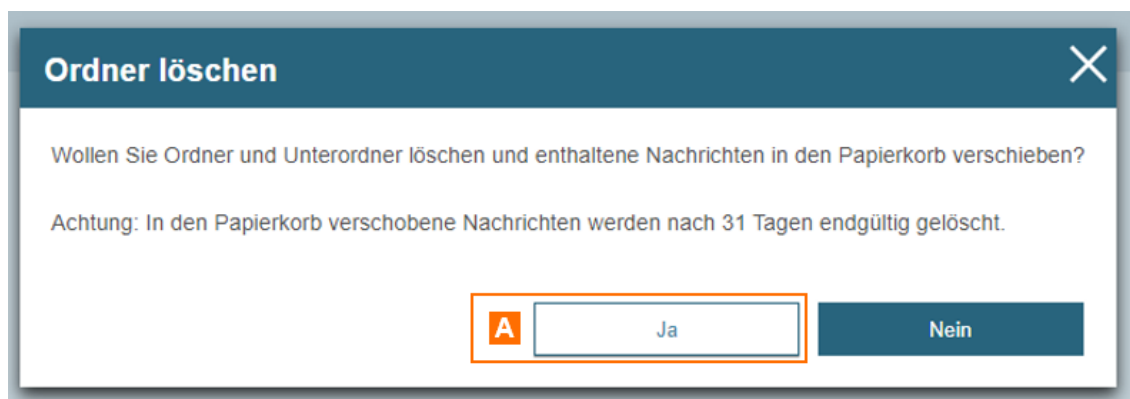 Ordner löschen
Wollen Sie Ordner und Unterordner löschen und enthaltene Nachrichten in den Papierkorb verschieben?
Achtung: In den Papierkorb verschobene Nachrichten werden nach 31 Tagen endgültig gelöscht.
A Ja Nein